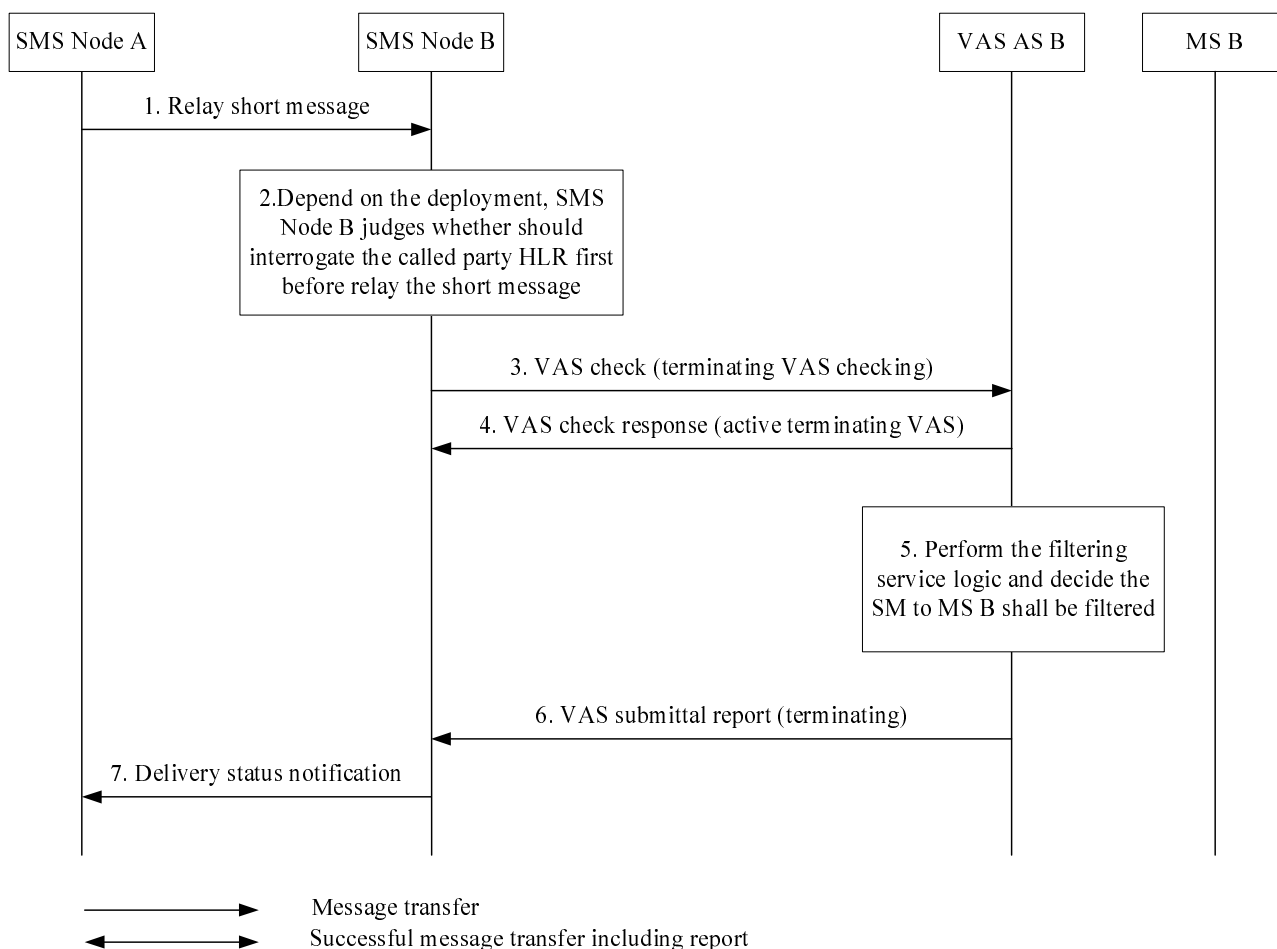 SMS Node A
SMS Node B
VAS AS B
MS B
1. Relay short message
2.Depend on the deployment, SMS
Node B judges whether should
interrogate the called party HLR first
before relay the short message
3. VAS check (terminating VAS checking)
4. VAS check response (active terminating VAS)
5. Perform the filtering
service logic and decide the
SM to MS B shall be filtered
6. VAS submittal report (terminating)
7. Delivery status notification
Message transfer
Successful message transfer including report